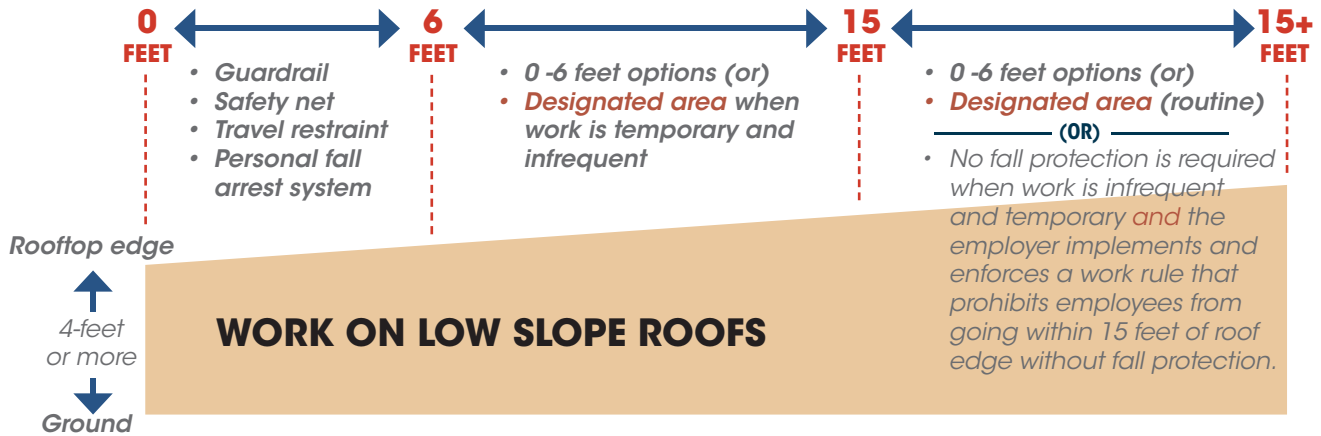 0
FEET
6
FEET
15
FEET
15+
FEET
• Guardrail
• Safety net
• Travel restraint
• Personal fall
arrest system
• 0 -6 feet options (or)
• Designated area when
work is temporary and
infrequent
• 0 -6 feet options (or)
• Designated area (routine)
(OR)
• No fall protection is required
when work is infrequent
and temporary and the
employer implements and
enforces a work rule that
prohibits employees from
going within 15 feet of roof
edge without fall protection.
Rooftop edge
4-feet
or more
Ground
WORK ON LOW SLOPE ROOFS